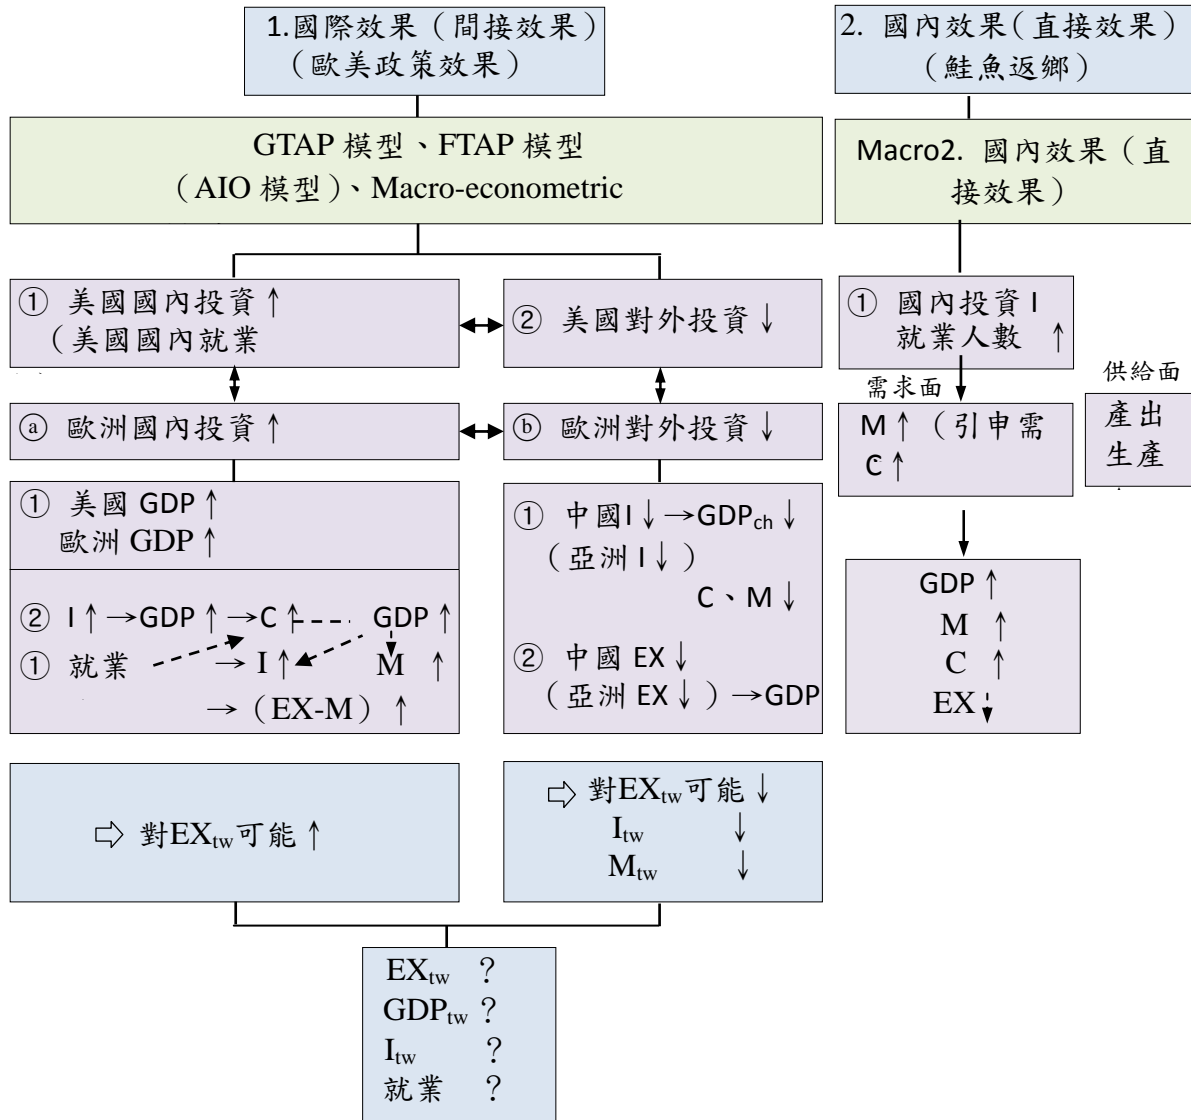 1.國際效果（間接效果）
（歐美政策效果）
2. 國內效果（直接效果）
（鮭魚返鄉）
GTAP 模型、FTAP 模型
（AIO 模型）、Macro-econometric
Macro2. 國內效果（直
接效果）
① 美國國內投資↑
（美國國內就業
② 美國對外投資↓
① 國內投資 I
就業人數 ↑
ⓐ 歐洲國內投資↑
ⓑ 歐洲對外投資↓
需求面
M↑（引申需
C↑
供給面
產出
生產
① 美國 GDP↑
歐洲 GDP↑
② I↑→GDP↑→C↑ GDP↑
① 就業 →I↑ M ↑
→（EX-M）↑
① 中國I↓→GDPch↓
（亞洲 I↓）
C、M↓
② 中國 EX↓
（亞洲 EX↓）→GDP
GDP↑
M ↑
C ↑
EX
⇨ 對EXtw可能↑
⇨ 對EXtw可能↓
Itw ↓
Mtw ↓
EXtw ？
GDPtw？
Itw ？
就業 ？